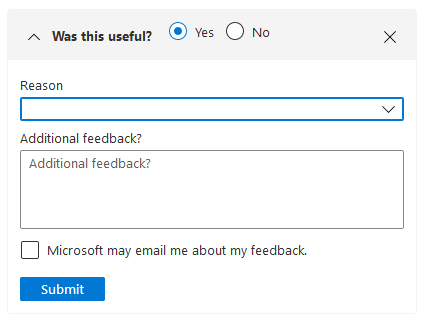 Was this useful? Yes No
Reason
Additional feedback?
Additional feedback?
Microsoft may email me about my feedback.
Submit